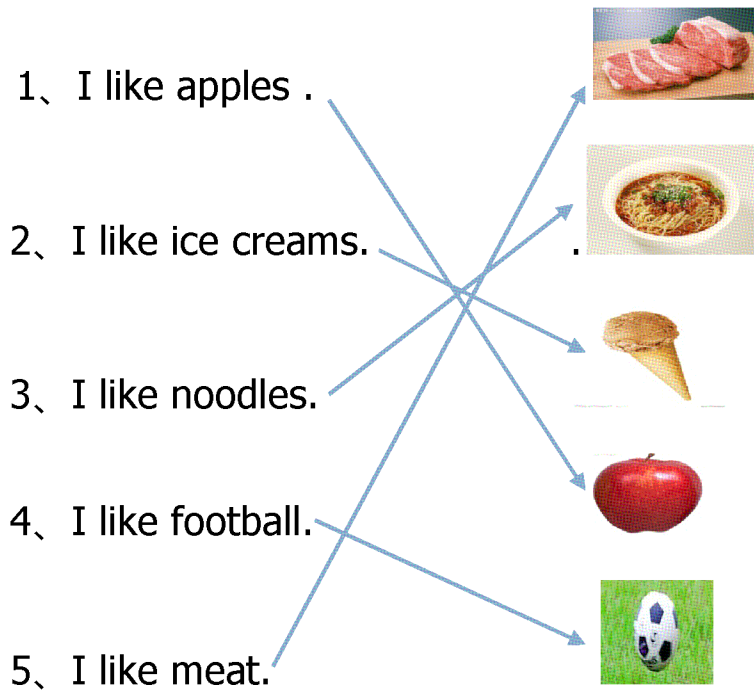 1、I like apples .
2、I like ice creams.
.
3、I like noodles.
4、I like football.
5、I like meat.